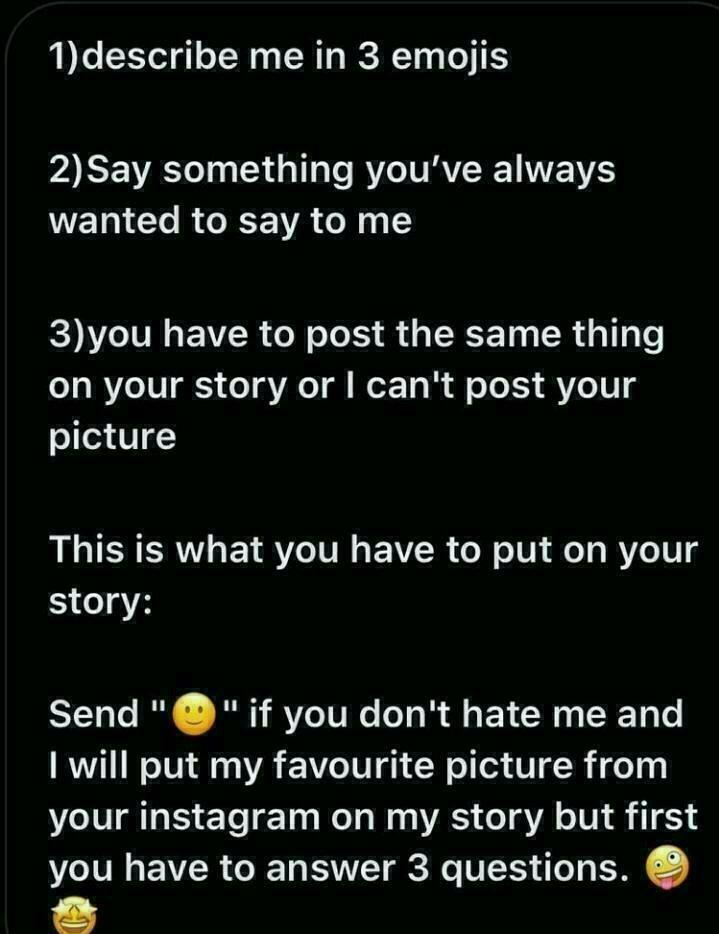 1)describe me in 3 emojis
2)Say something you’ve always
wanted to say to me
3)you have to post the same thing
on your story or I can't post your
picture
This is what you have to put on your
story:
Send "🙂" if you don't hate me and
I will put my favourite picture from
your instagram on my story but first
you have to answer 3 questions. 🤪
🤩